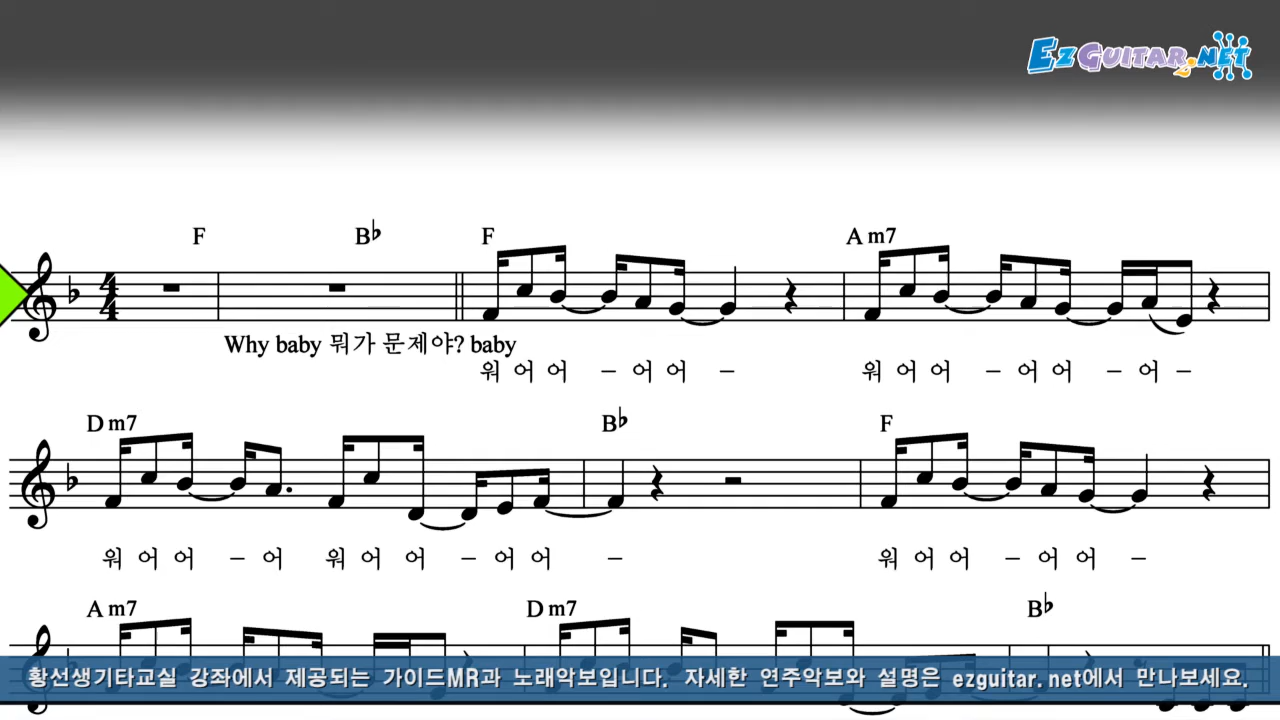 EzGuitar.net
F B♭ F A m7
4
4
Why baby 뭐가 문제야? baby
워 어 어 – 어 어 – 워 어 어 – 어 어 – 어 –
D m7 B♭ F
워 어 어 – 어 워 어 어 – 어 어 – 워 어 어 – 어 어 –
A m7 D m7 B♭
황선생기타교실 강좌에서 제공되는 가이드MR과 노래악보입니다. 자세한 연주악보와 설명은 ezguitar.net에서 만나보세요.